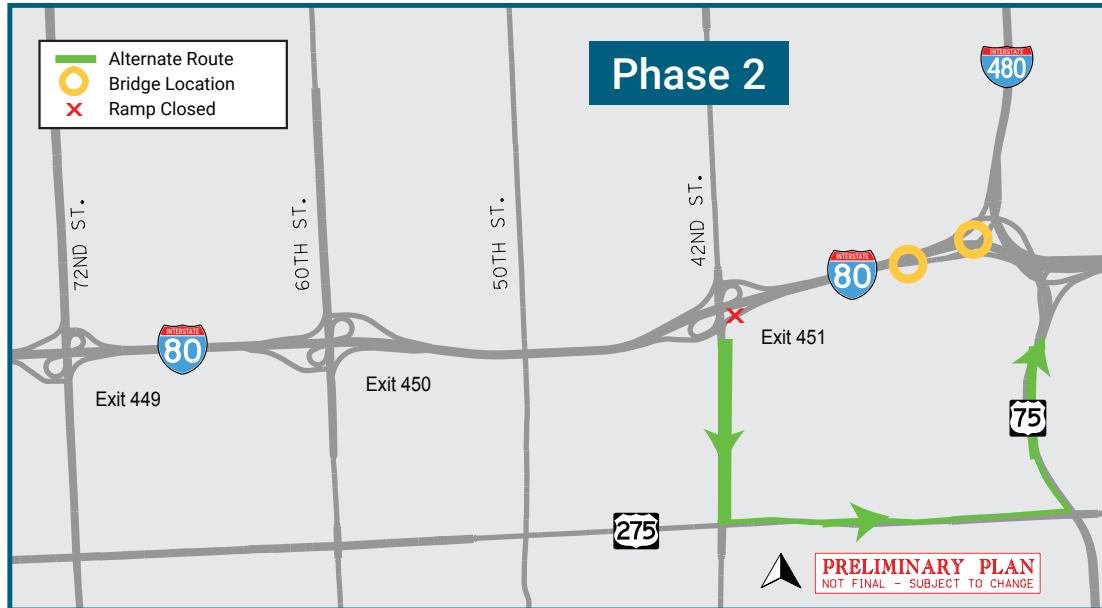 Alternate Route
Bridge Location
Ramp Closed
Phase 2
INTERSTATE
480
72ND ST.
60TH ST.
50TH ST.
42ND ST.
INTERSTATE
80
INTERSTATE
80
Exit 451
Exit 450
Exit 449
75
275
PRELIMINARY PLAN
NOT FINAL - SUBJECT TO CHANGE